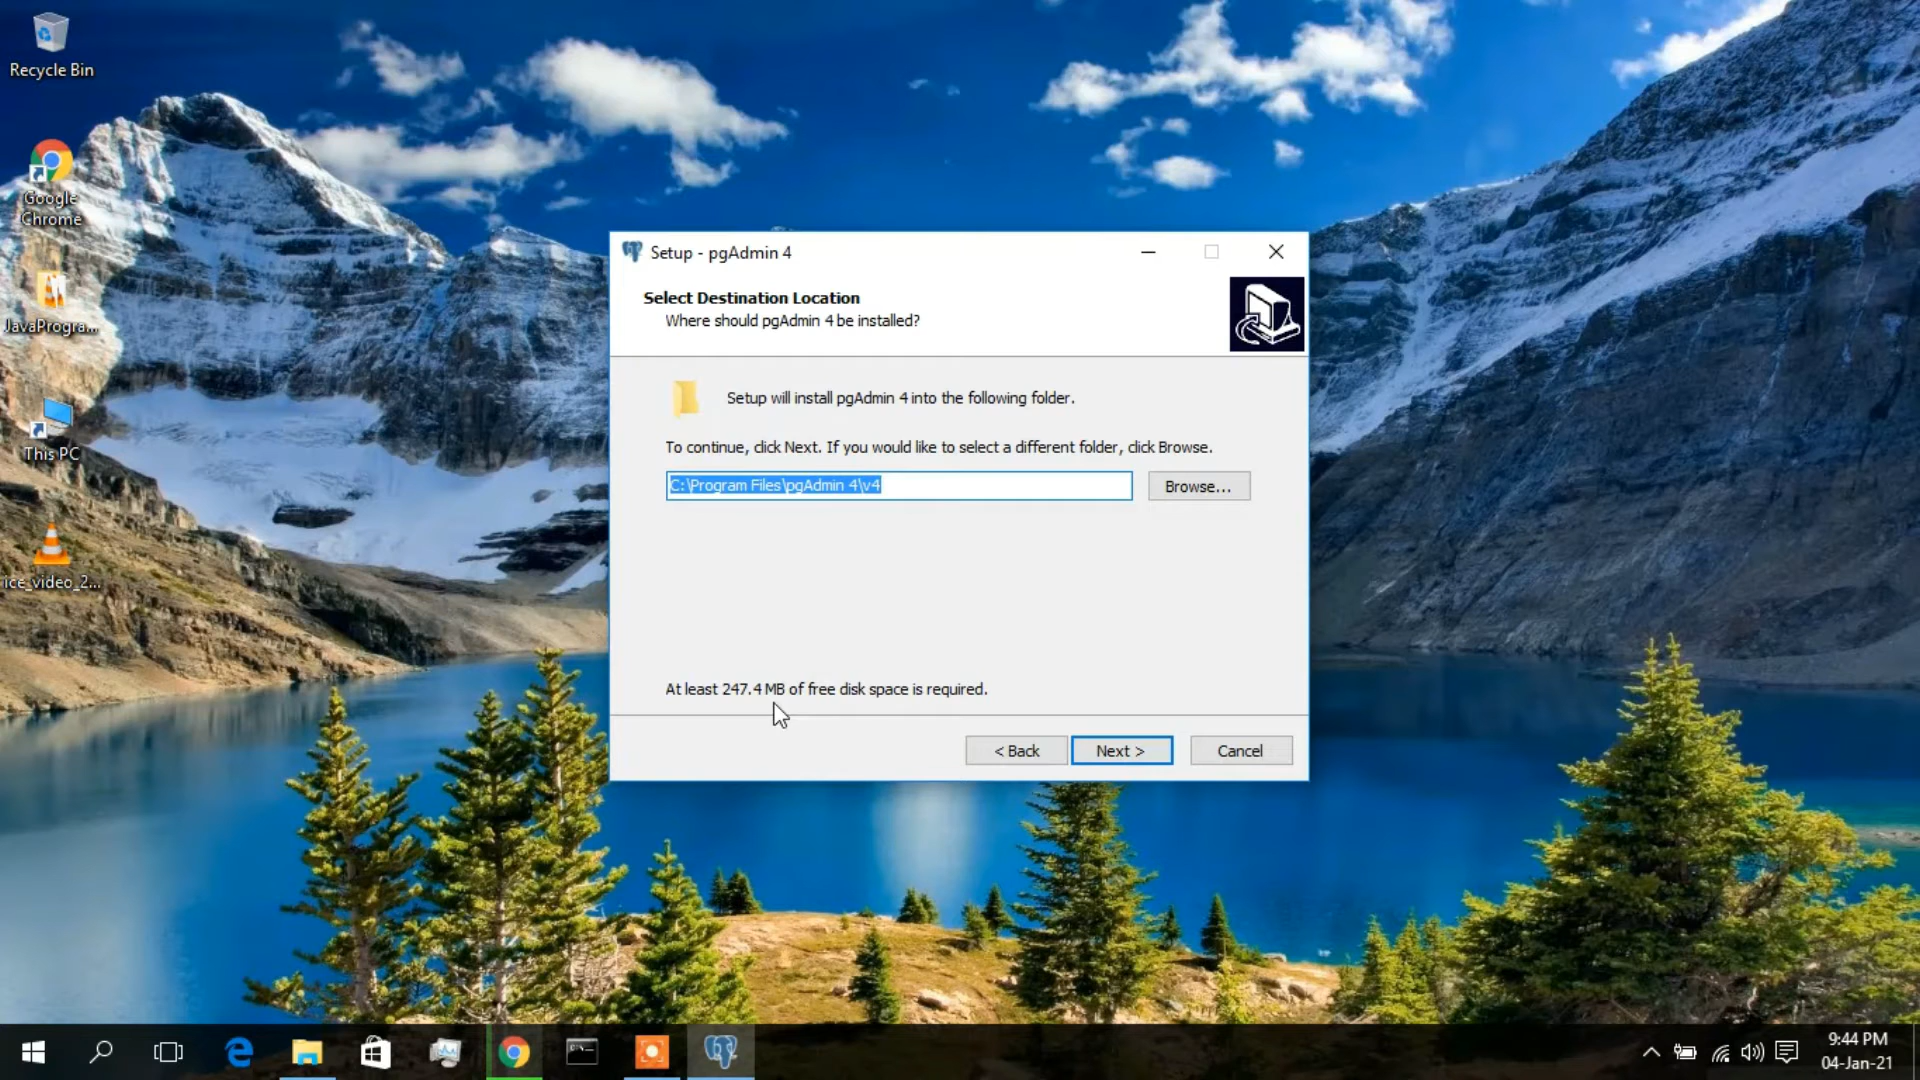 Recycle Bin
Google
Chrome
JavaProgra...
This PC
ice_video_2...
Setup - pgAdmin 4
Select Destination Location
Where should pgAdmin 4 be installed?
Setup will install pgAdmin 4 into the following folder.
To continue, click Next. If you would like to select a different folder, click Browse.
C:\Program Files\pgAdmin 4\v4
Browse...
At least 247.4 MB of free disk space is required.
< Back
Next >
Cancel
9:44 PM
04-Jan-21